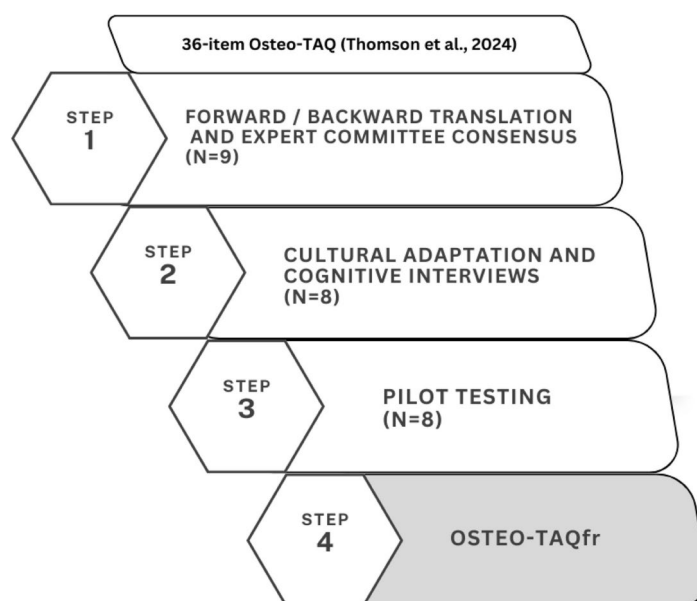 36-item Osteo-TAQ (Thomson et al., 2024)
STEP
1
FORWARD / BACKWARD TRANSLATION
AND EXPERT COMMITTEE CONSENSUS
(N=9)
STEP
2
CULTURAL ADAPTATION AND
COGNITIVE INTERVIEWS
(N=8)
STEP
3
PILOT TESTING
(N=8)
STEP
4
OSTEO-TAQfr